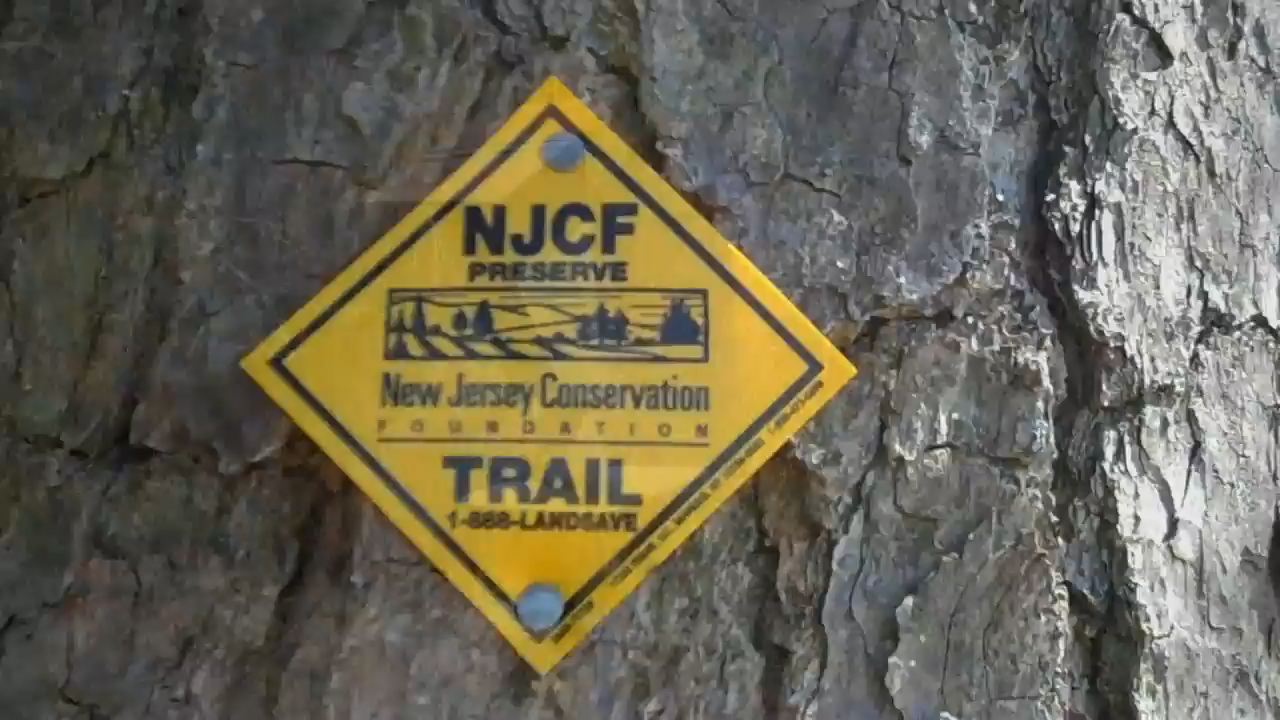 NJCF
PRESERVE
New Jersey Conservation
FOUNDATION
TRAIL
1-888-LANDSAVE